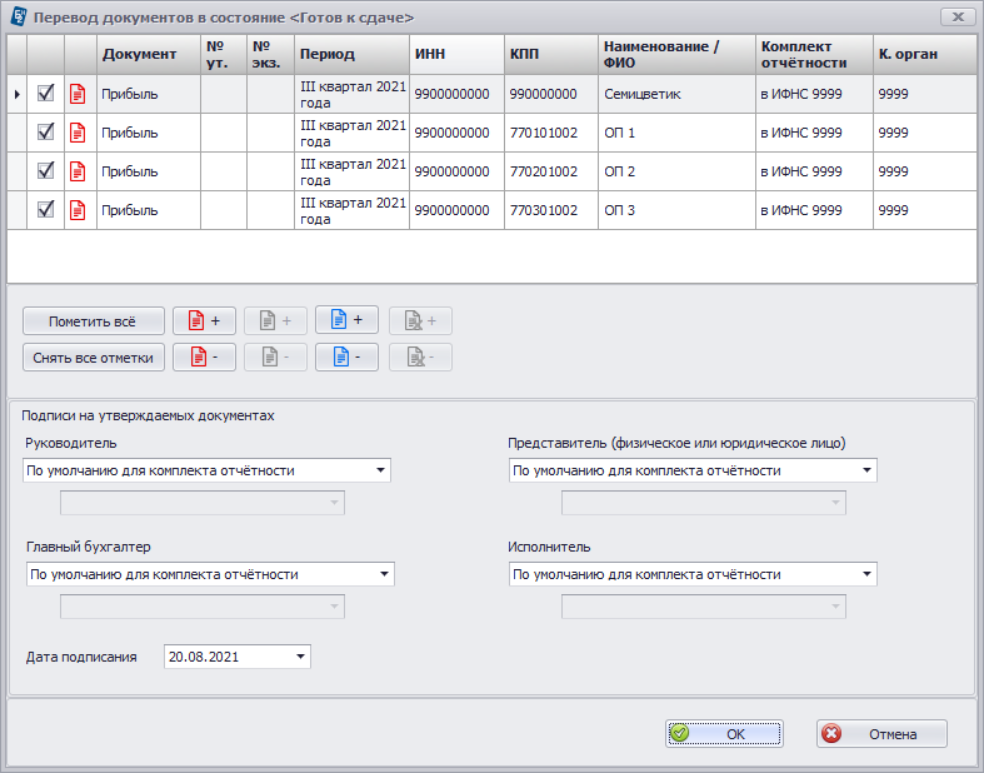 Перевод документов в состояние <Готов к сдаче>
Документ № ут. № экз. Период ИНН КПП Наименование / ФИО Комплект отчётности К. орган
Прибыль III квартал 2021 года 9900000000 990000000 Семицветик в ИФНС 9999 9999
Прибыль III квартал 2021 года 9900000000 770101002 ОП 1 в ИФНС 9999 9999
Прибыль III квартал 2021 года 9900000000 770201002 ОП 2 в ИФНС 9999 9999
Прибыль III квартал 2021 года 9900000000 770301002 ОП 3 в ИФНС 9999 9999
Пометить всё + + + +
Снять все отметки - - - -
Подписи на утверждаемых документах
Руководитель
По умолчанию для комплекта отчётности
Представитель (физическое или юридическое лицо)
По умолчанию для комплекта отчётности
Главный бухгалтер
По умолчанию для комплекта отчётности
Исполнитель
По умолчанию для комплекта отчётности
Дата подписания 20.08.2021
ОК
Отмена